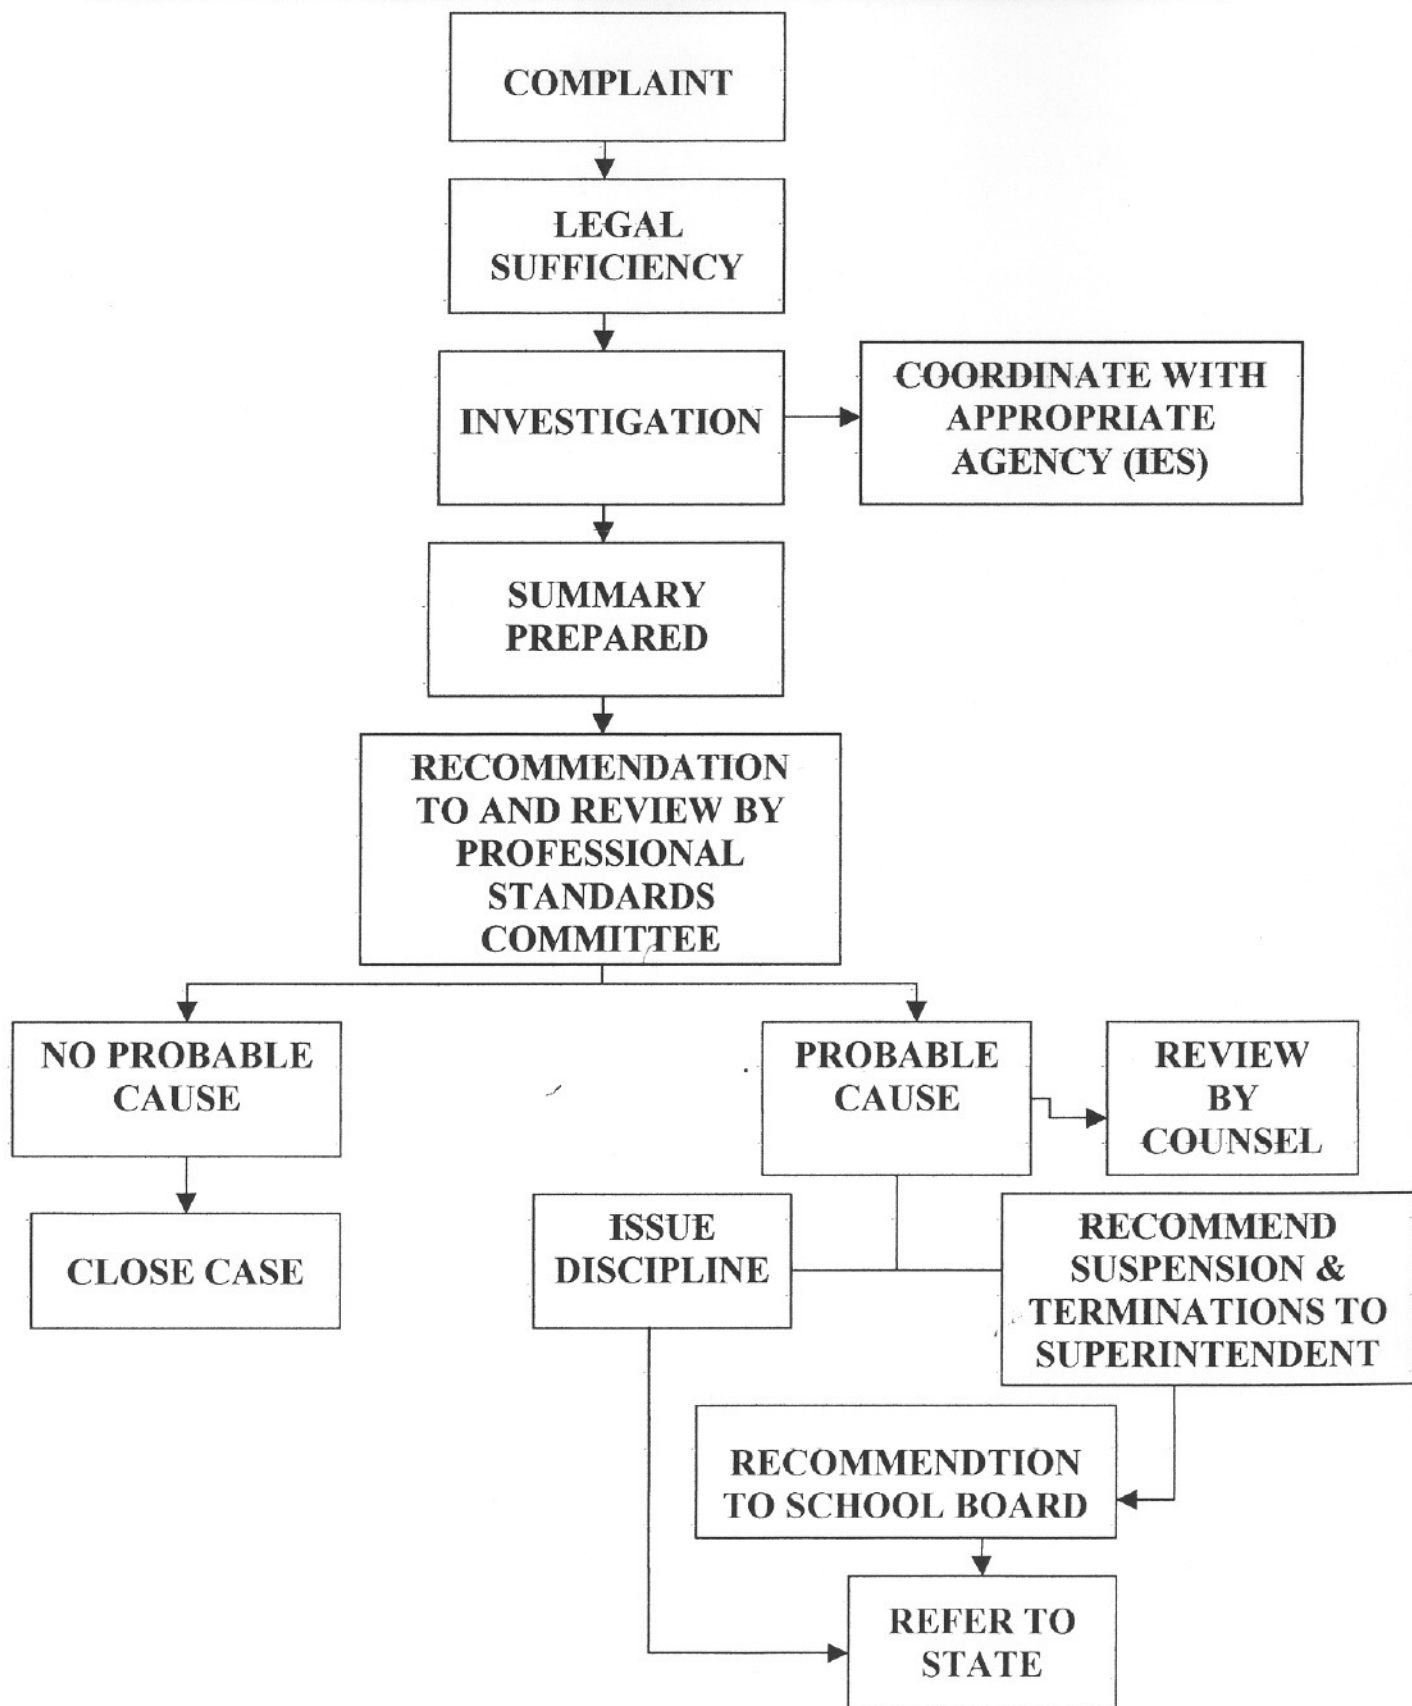 COMPLAINT
LEGAL
SUFFICIENCY
INVESTIGATION
COORDINATE WITH
APPROPRIATE
AGENCY (IES)
SUMMARY
PREPARED
RECOMMENDATION
TO AND REVIEW BY
PROFESSIONAL
STANDARDS
COMMITTEE
NO PROBABLE
CAUSE
PROBABLE
CAUSE
REVIEW
BY
COUNSEL
CLOSE CASE
ISSUE
DISCIPLINE
RECOMMEND
SUSPENSION &
TERMINATIONS TO
SUPERINTENDENT
RECOMMENDTION
TO SCHOOL BOARD
REFER TO
STATE